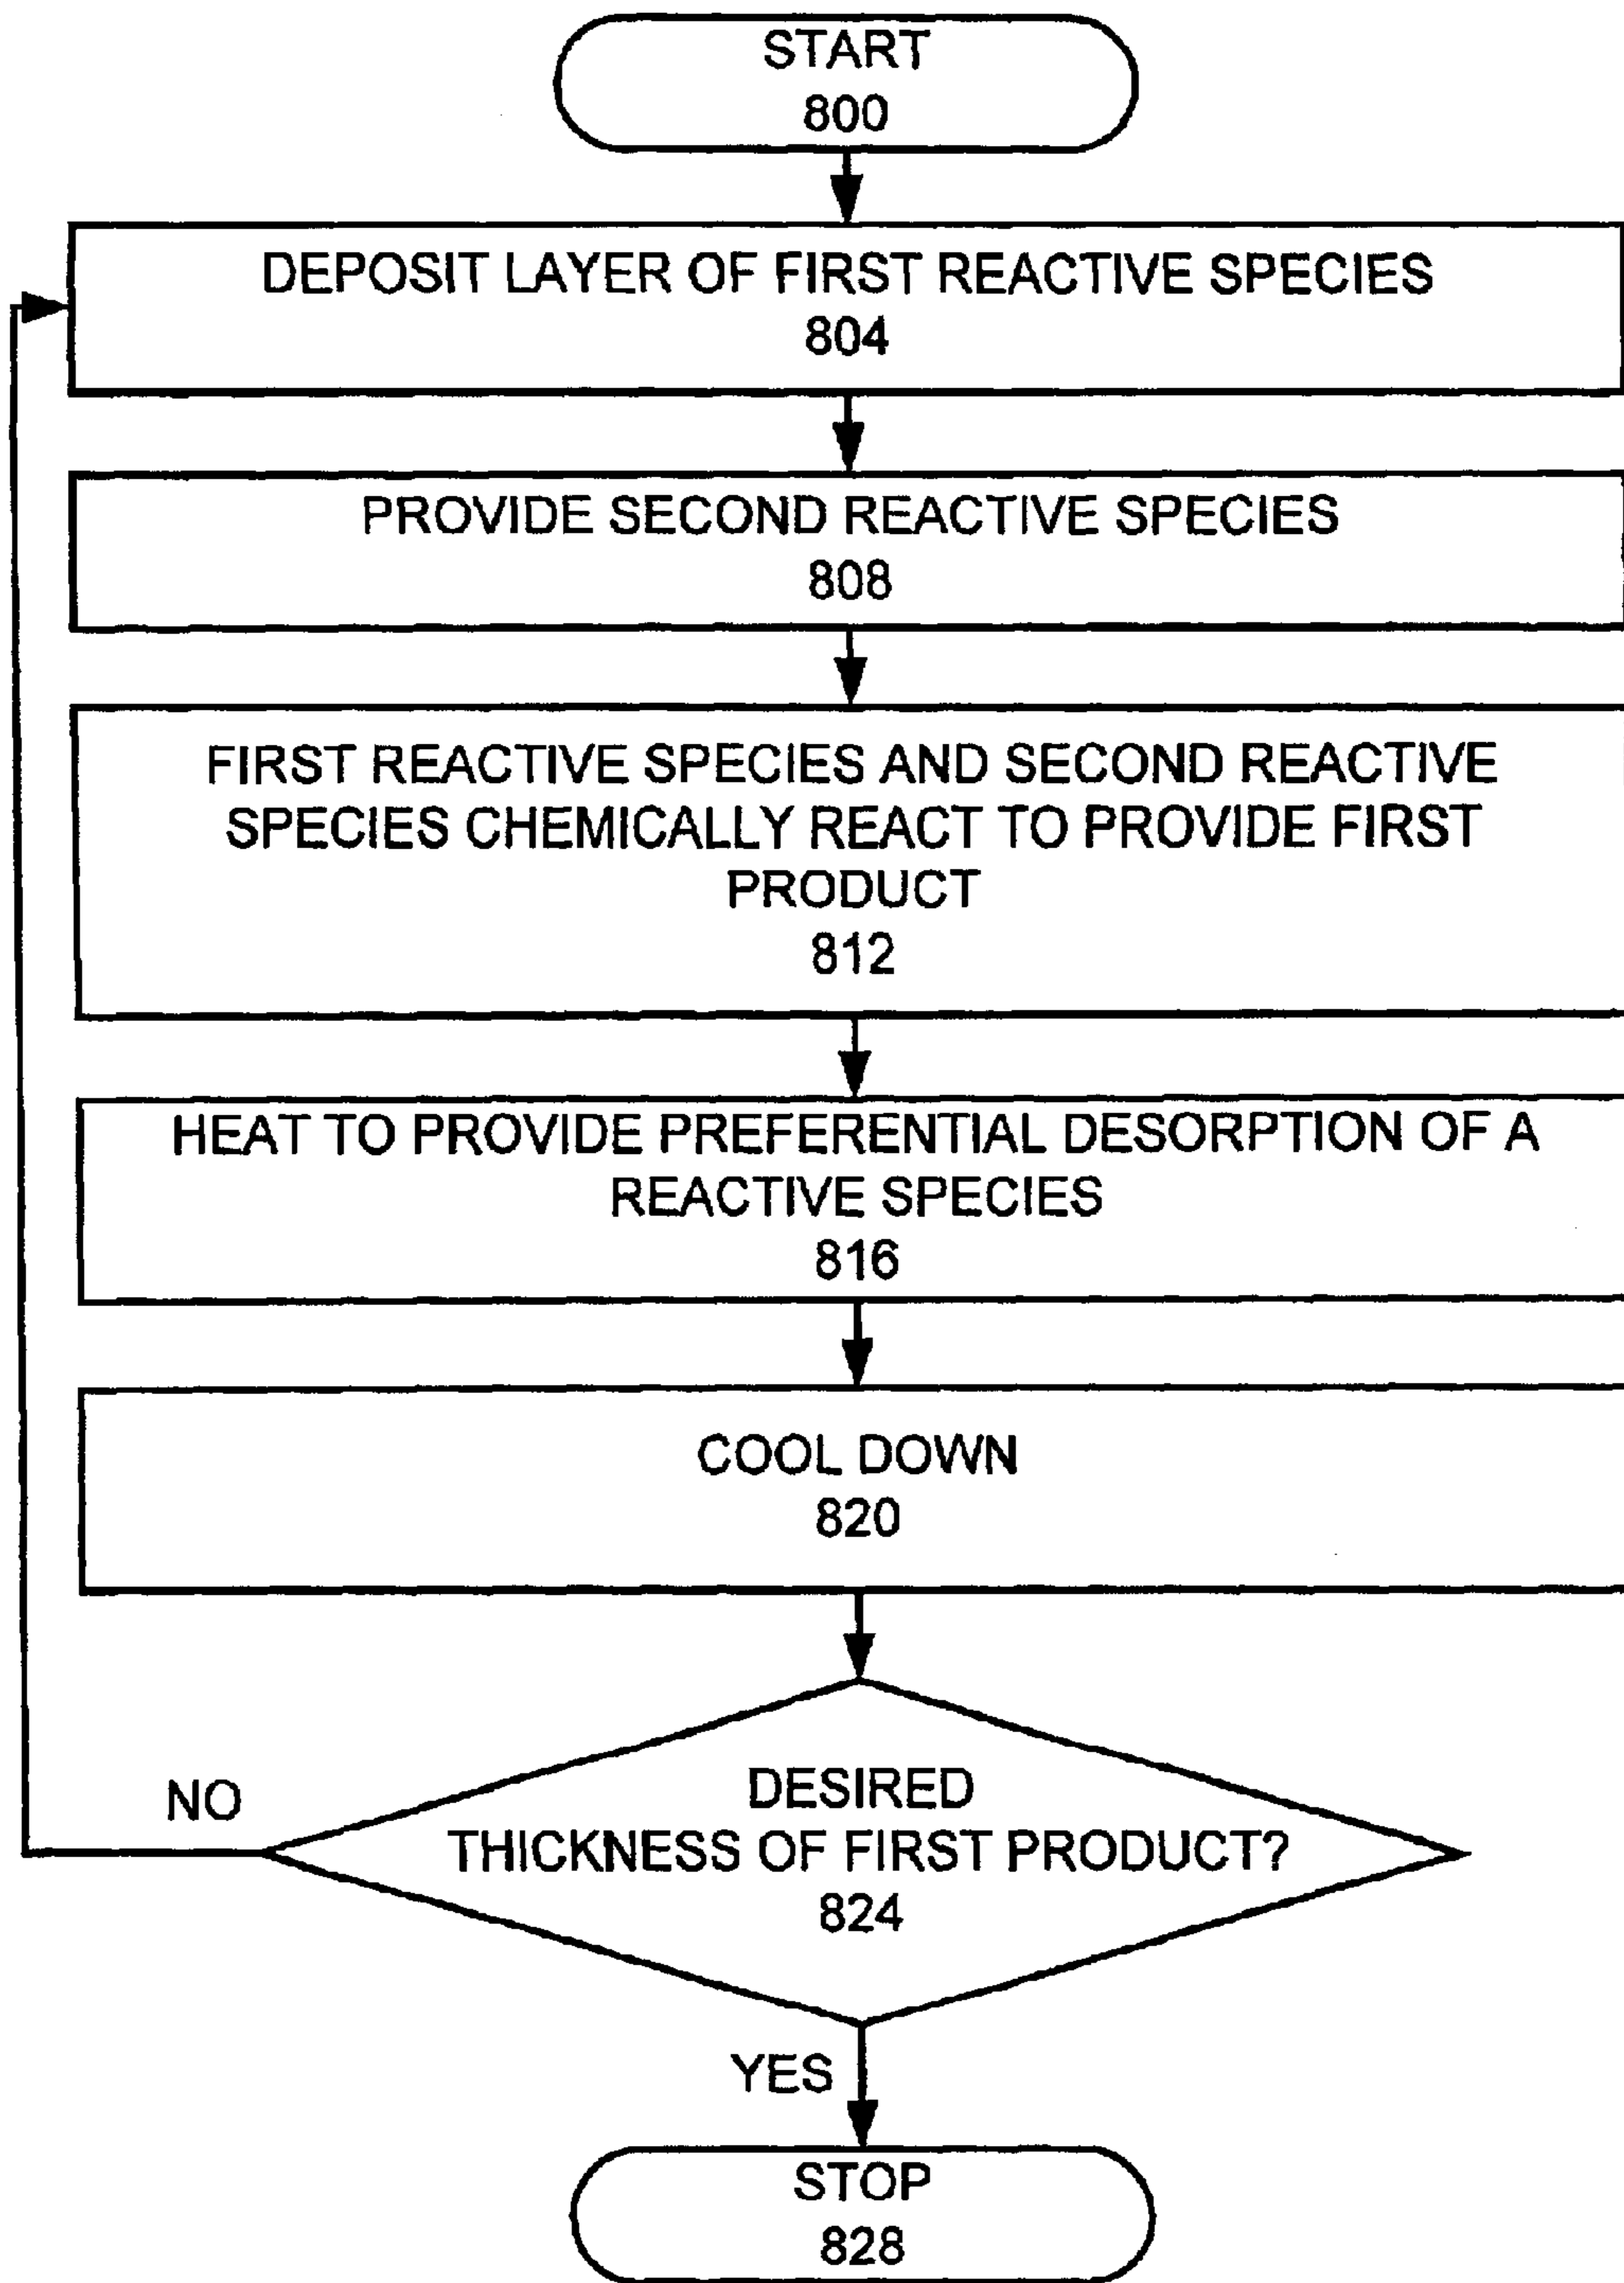 START
800
DEPOSIT LAYER OF FIRST REACTIVE SPECIES
804
PROVIDE SECOND REACTIVE SPECIES
808
FIRST REACTIVE SPECIES AND SECOND REACTIVE
SPECIES CHEMICALLY REACT TO PROVIDE FIRST
PRODUCT
812
HEAT TO PROVIDE PREFERENTIAL DESORPTION OF A
REACTIVE SPECIES
816
COOL DOWN
820
DESIRED
THICKNESS OF FIRST PRODUCT?
824
NO
YES
STOP
828